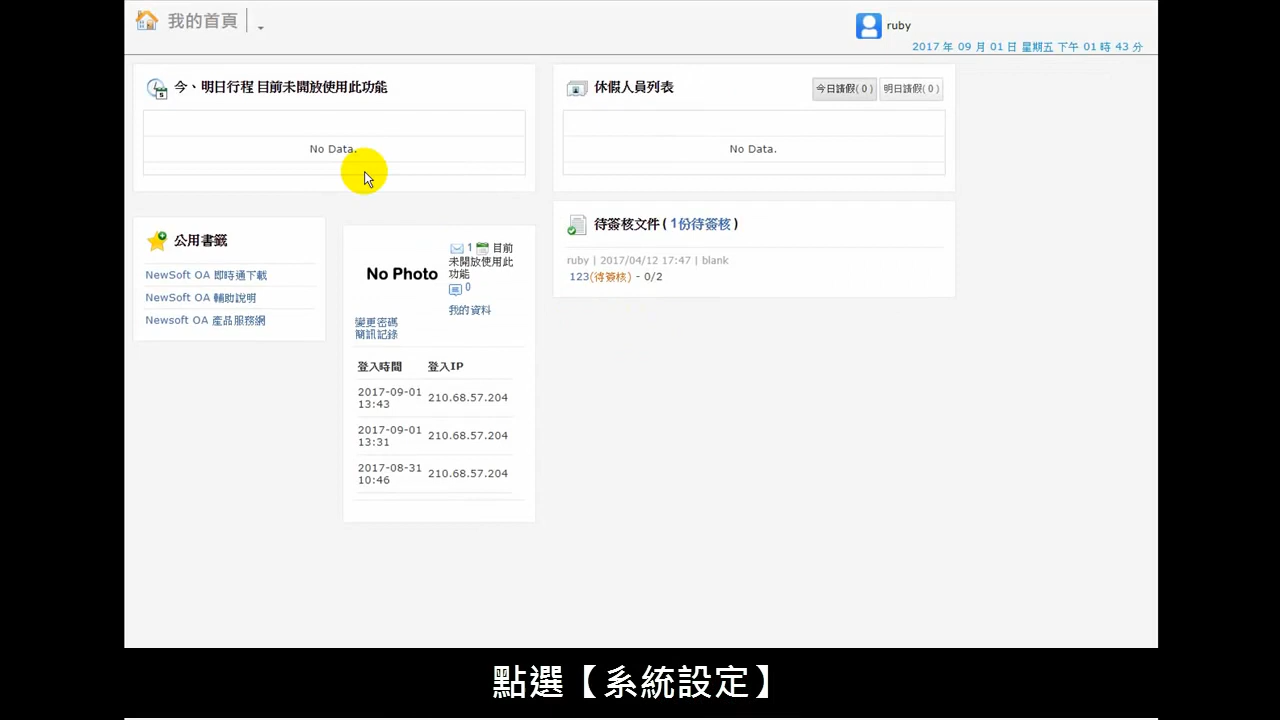 我的首頁
ruby
2017 年 09 月 01 日 星期五 下午 01 時 43 分
今、明日行程 目前未開放使用此功能
No Data.
休假人員列表
今日請假( 0 )
明日請假( 0 )
No Data.
待簽核文件 ( 1份待簽核 )
ruby | 2017/04/12 17:47 | blank
123(待簽核) - 0/2
公用書籤
NewSoft OA 即時通下載
NewSoft OA 輔助說明
Newsoft OA 產品服務網
No Photo
1 目前
未開放使用此
功能
0
我的資料
變更密碼
簡訊記錄
登入時間 登入IP
2017-09-01
13:43
210.68.57.204
2017-09-01
13:31
210.68.57.204
2017-08-31
10:46
210.68.57.204
點選【系統設定】